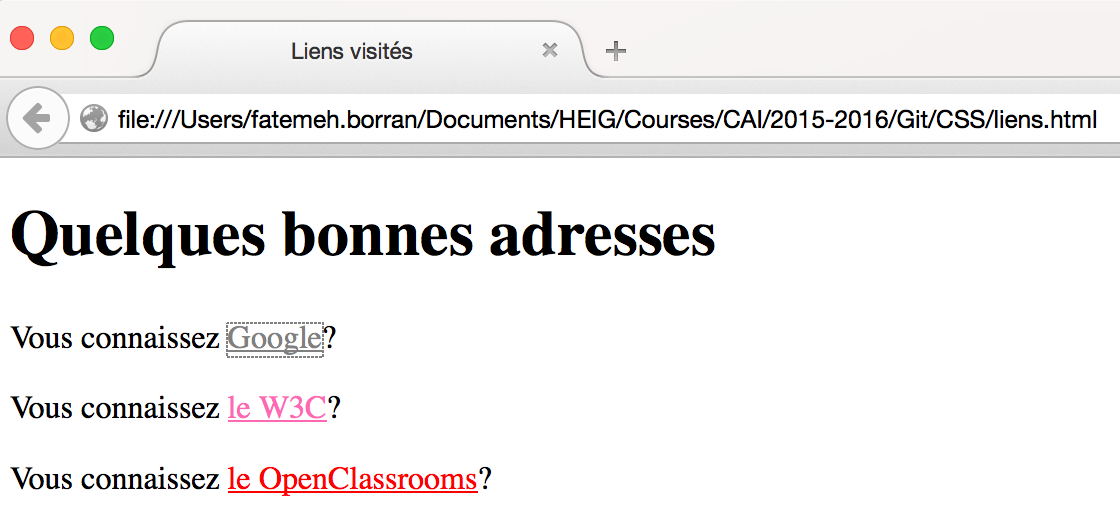 Liens visités
file:///Users/fatemeh.borran/Documents/HEIG/Courses/CAI/2015-2016/Git/CSS/liens.html
Quelques bonnes adresses
Vous connaissez Google?
Vous connaissez le W3C?
Vous connaissez le OpenClassrooms?